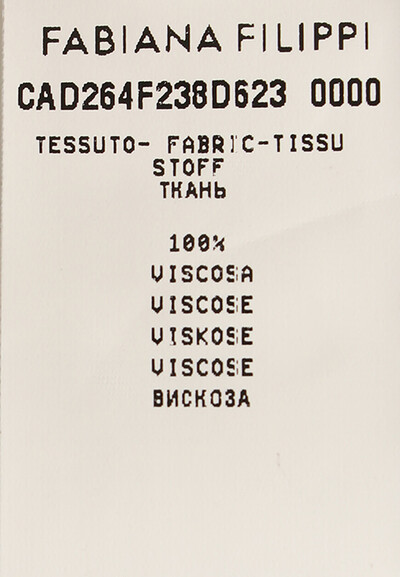 FABIANA FILIPPI
CAD264F238D623 0000
TESSUTO- FABRIC-TISSU
STOFF
ТКАНЬ
100%
VISCOSA
VISCOSE
VISKOSE
VISCOSE
ВИСКОЗА